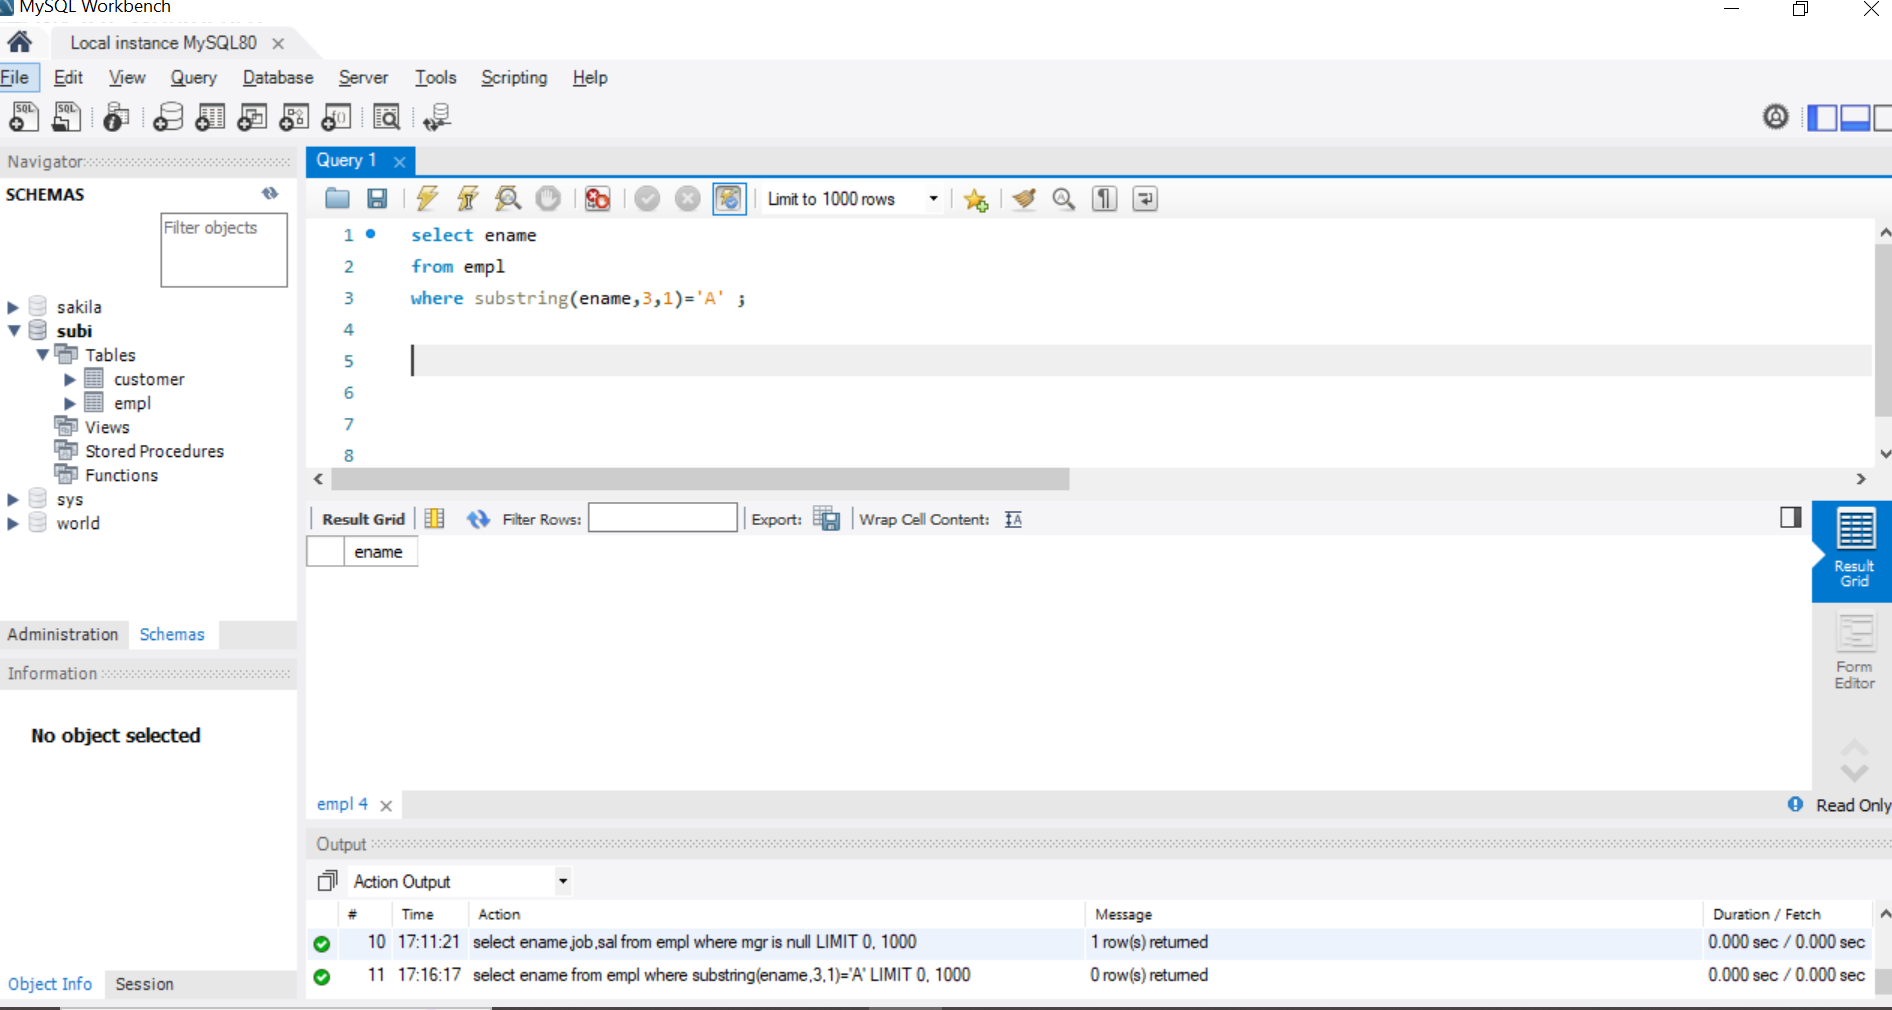 MySQL Workbench
Local instance MySQL80
File Edit View Query Database Server Tools Scripting Help
Navigator
SCHEMAS
Filter objects
sakila
subi
Tables
customer
empl
Views
Stored Procedures
Functions
sys
world
Administration Schemas
Information
No object selected
Object Info Session
Query 1
Limit to 1000 rows
1 select ename
2 from empl
3 where substring(ename,3,1)='A' ;
4
5
6
7
8
Result Grid Filter Rows: Export: Wrap Cell Content:
ename
Result
Grid
Form
Editor
empl 4
Read Only
Output
Action Output
# Time Action Message Duration / Fetch
10 17:11:21 select ename,job,sal from empl where mgr is null LIMIT 0, 1000 1 row(s) returned 0.000 sec / 0.000 sec
11 17:16:17 select ename from empl where substring(ename,3,1)='A' LIMIT 0, 1000 0 row(s) returned 0.000 sec / 0.000 sec